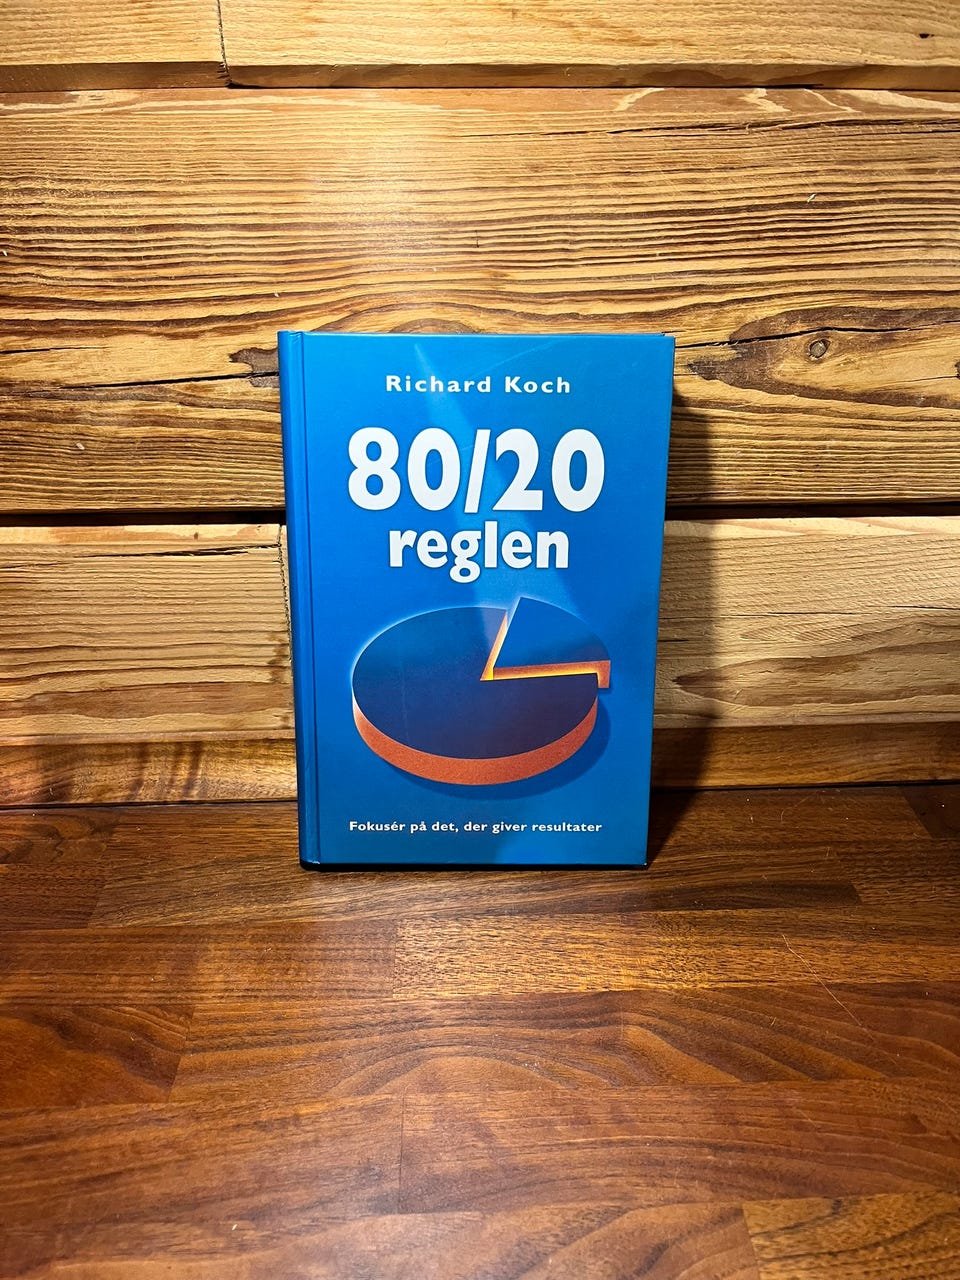 Richard Koch
80/20
reglen
Fokusér på det, der giver resultater